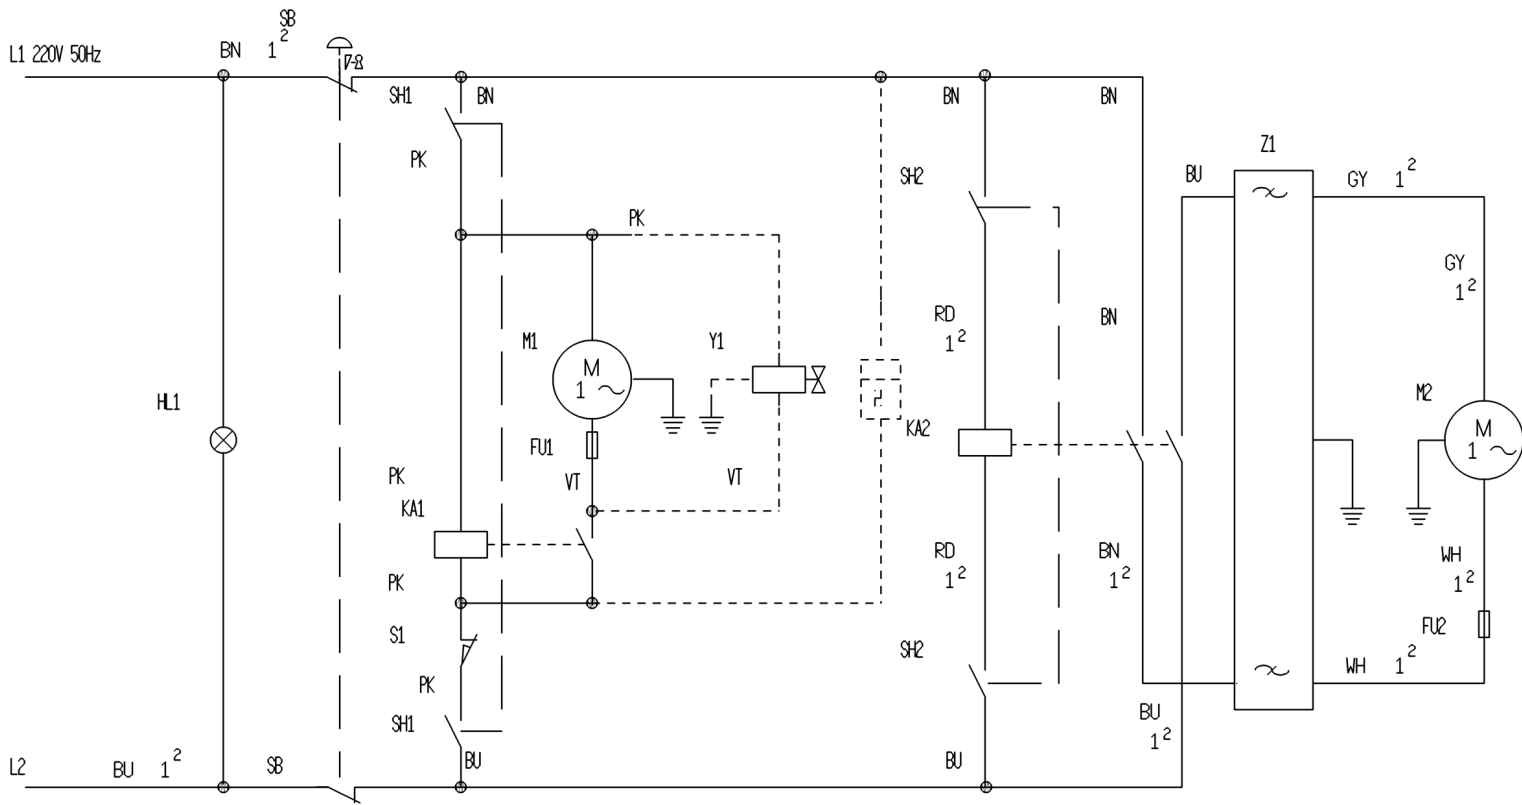 SB
L1 220V 50Hz
BN 1²
SH1 BN
BN
BN
PK
Z1
SH2
BU
GY 1²
PK
GY
1²
RD
1²
BN
M1
M
1
Y1
HL1
M2
M
1
KA2
FU1
VT
PK
VT
KA1
RD
1²
BN
1²
WH
1²
PK
FU2
S1
SH2
WH 1²
PK
SH1
BU
1²
L2
BU 1²
SB
BU
BU